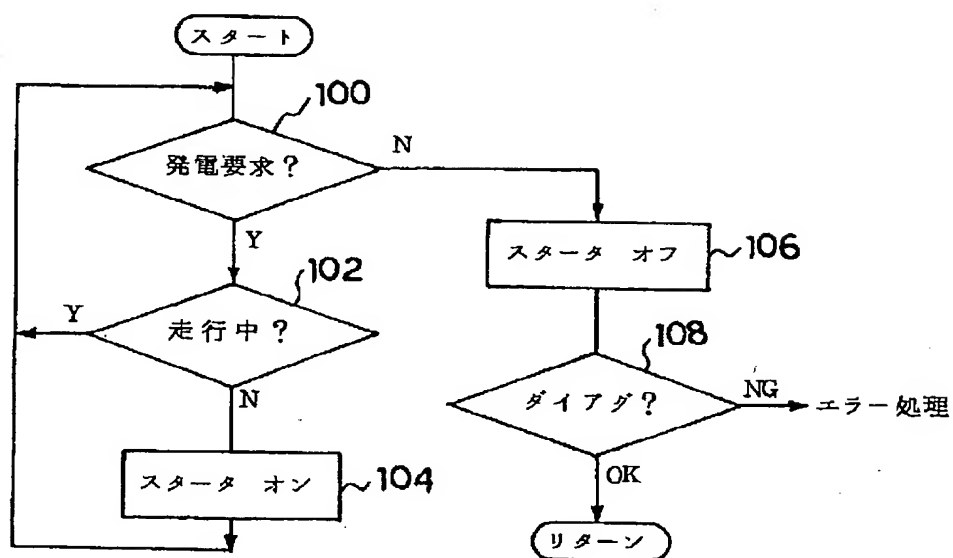 スタート
100
発電要求?
N
Y
スタータ オフ
106
102
Y
走行中?
108
N
ダイアグ?
NG
エラー処理
スタータ オン
104
OK
リターン